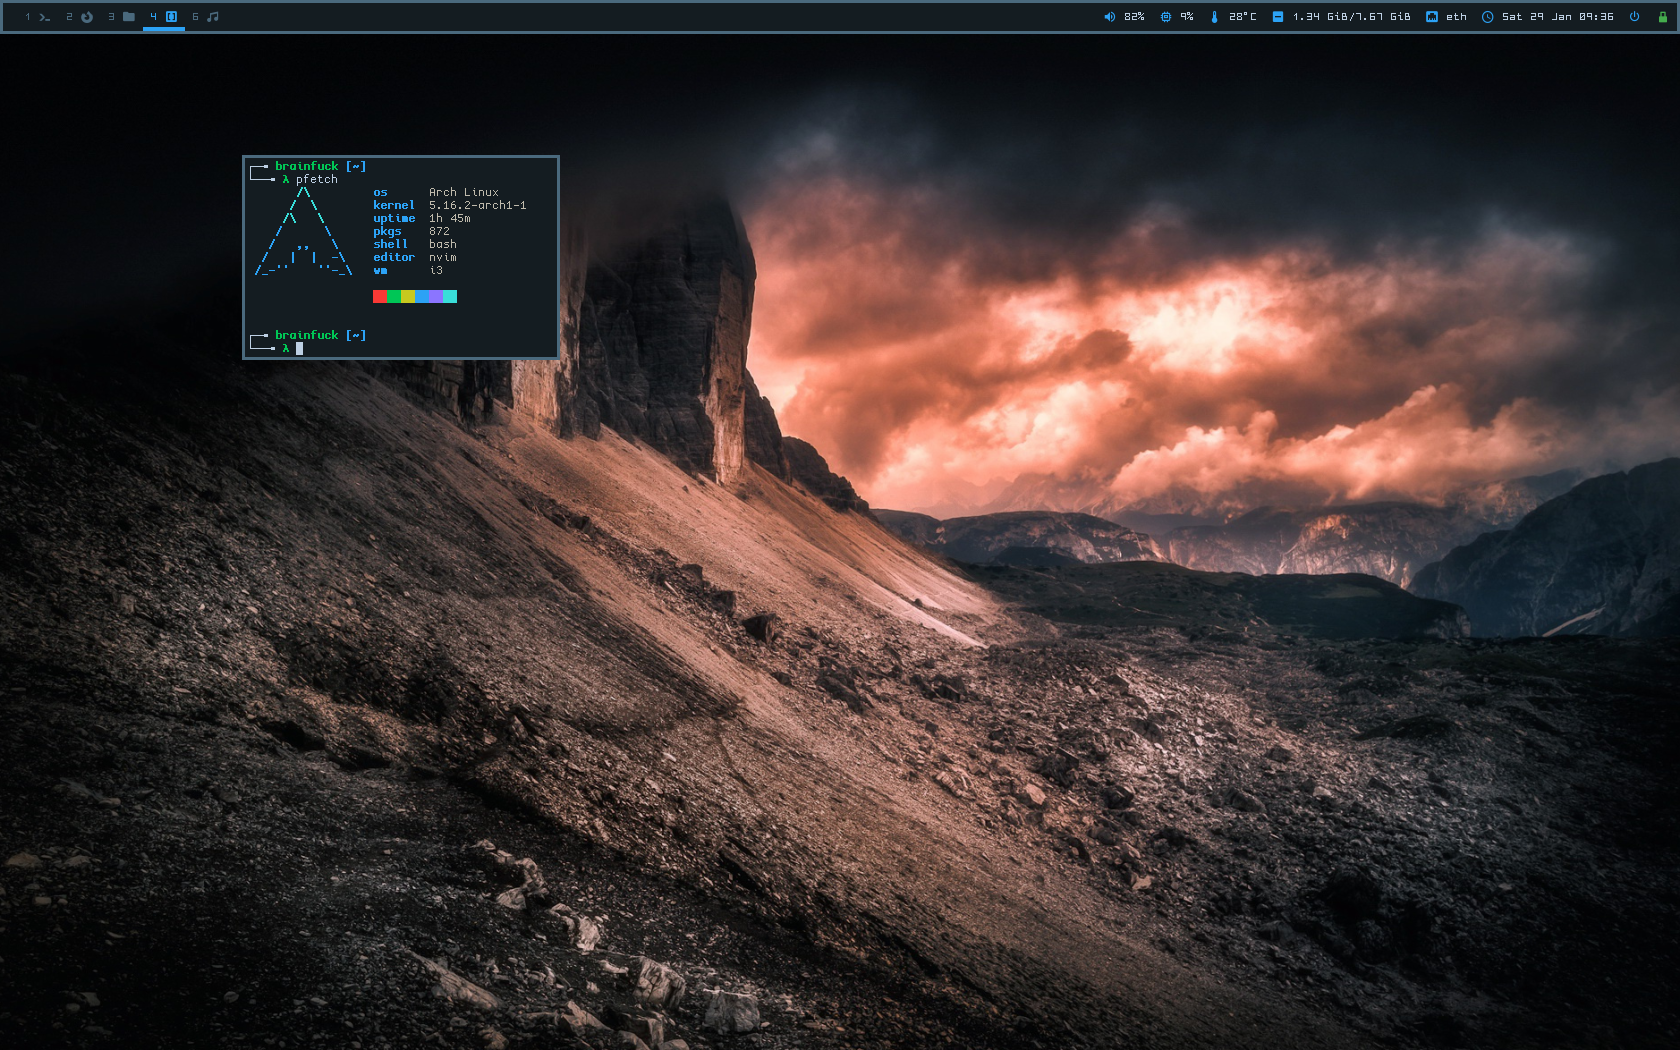 1 2 3 4 6 82% 9% 28°C 1.34 GiB/7.67 GiB eth Sat 29 Jan 09:36
brainfuck [~]
λ pfetch
os Arch Linux
kernel 5.16.2-arch1-1
uptime 1h 45m
pkgs 872
shell bash
editor nvim
wm i3
brainfuck [~]
λ